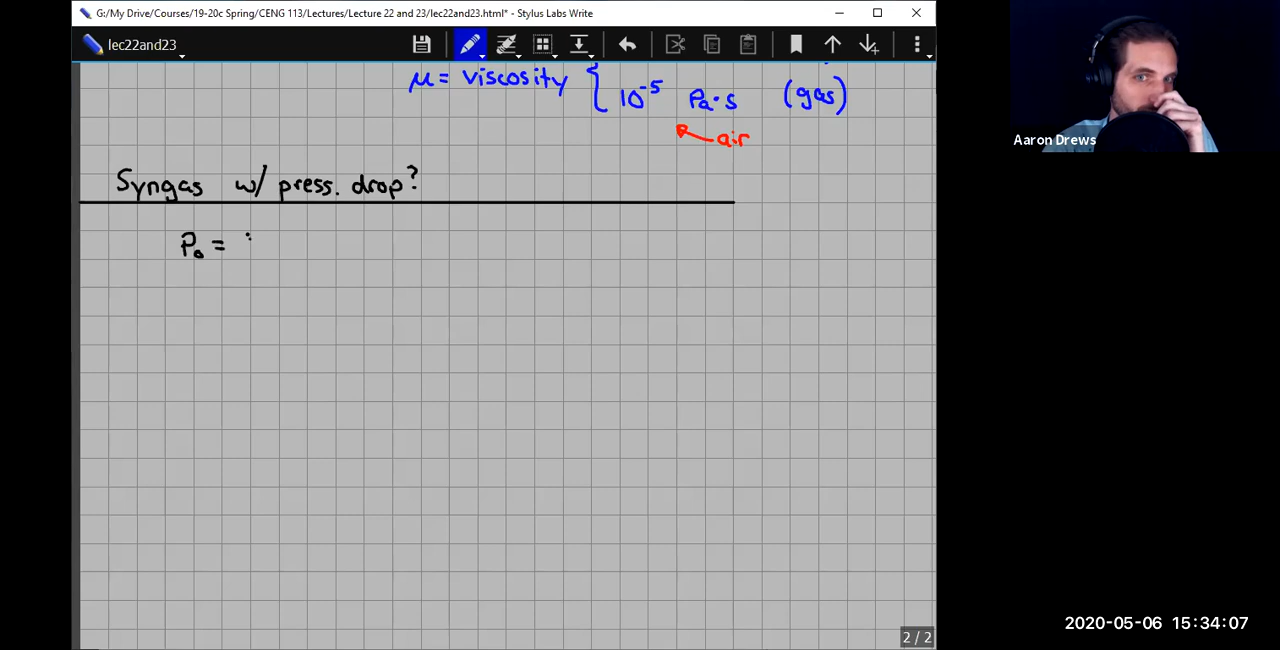 G:/My Drive/Courses/19-20c Spring/CENG 113/Lectures/Lecture 22 and 23/lec22and23.html* - Stylus Labs Write
lec22and23
μ = viscosity { 10⁻⁵ Pa·s (gas)
air
Aaron Drews
Syngas w/ press. drop?
P₀ =
2020-05-06 15:34:07
2 / 2